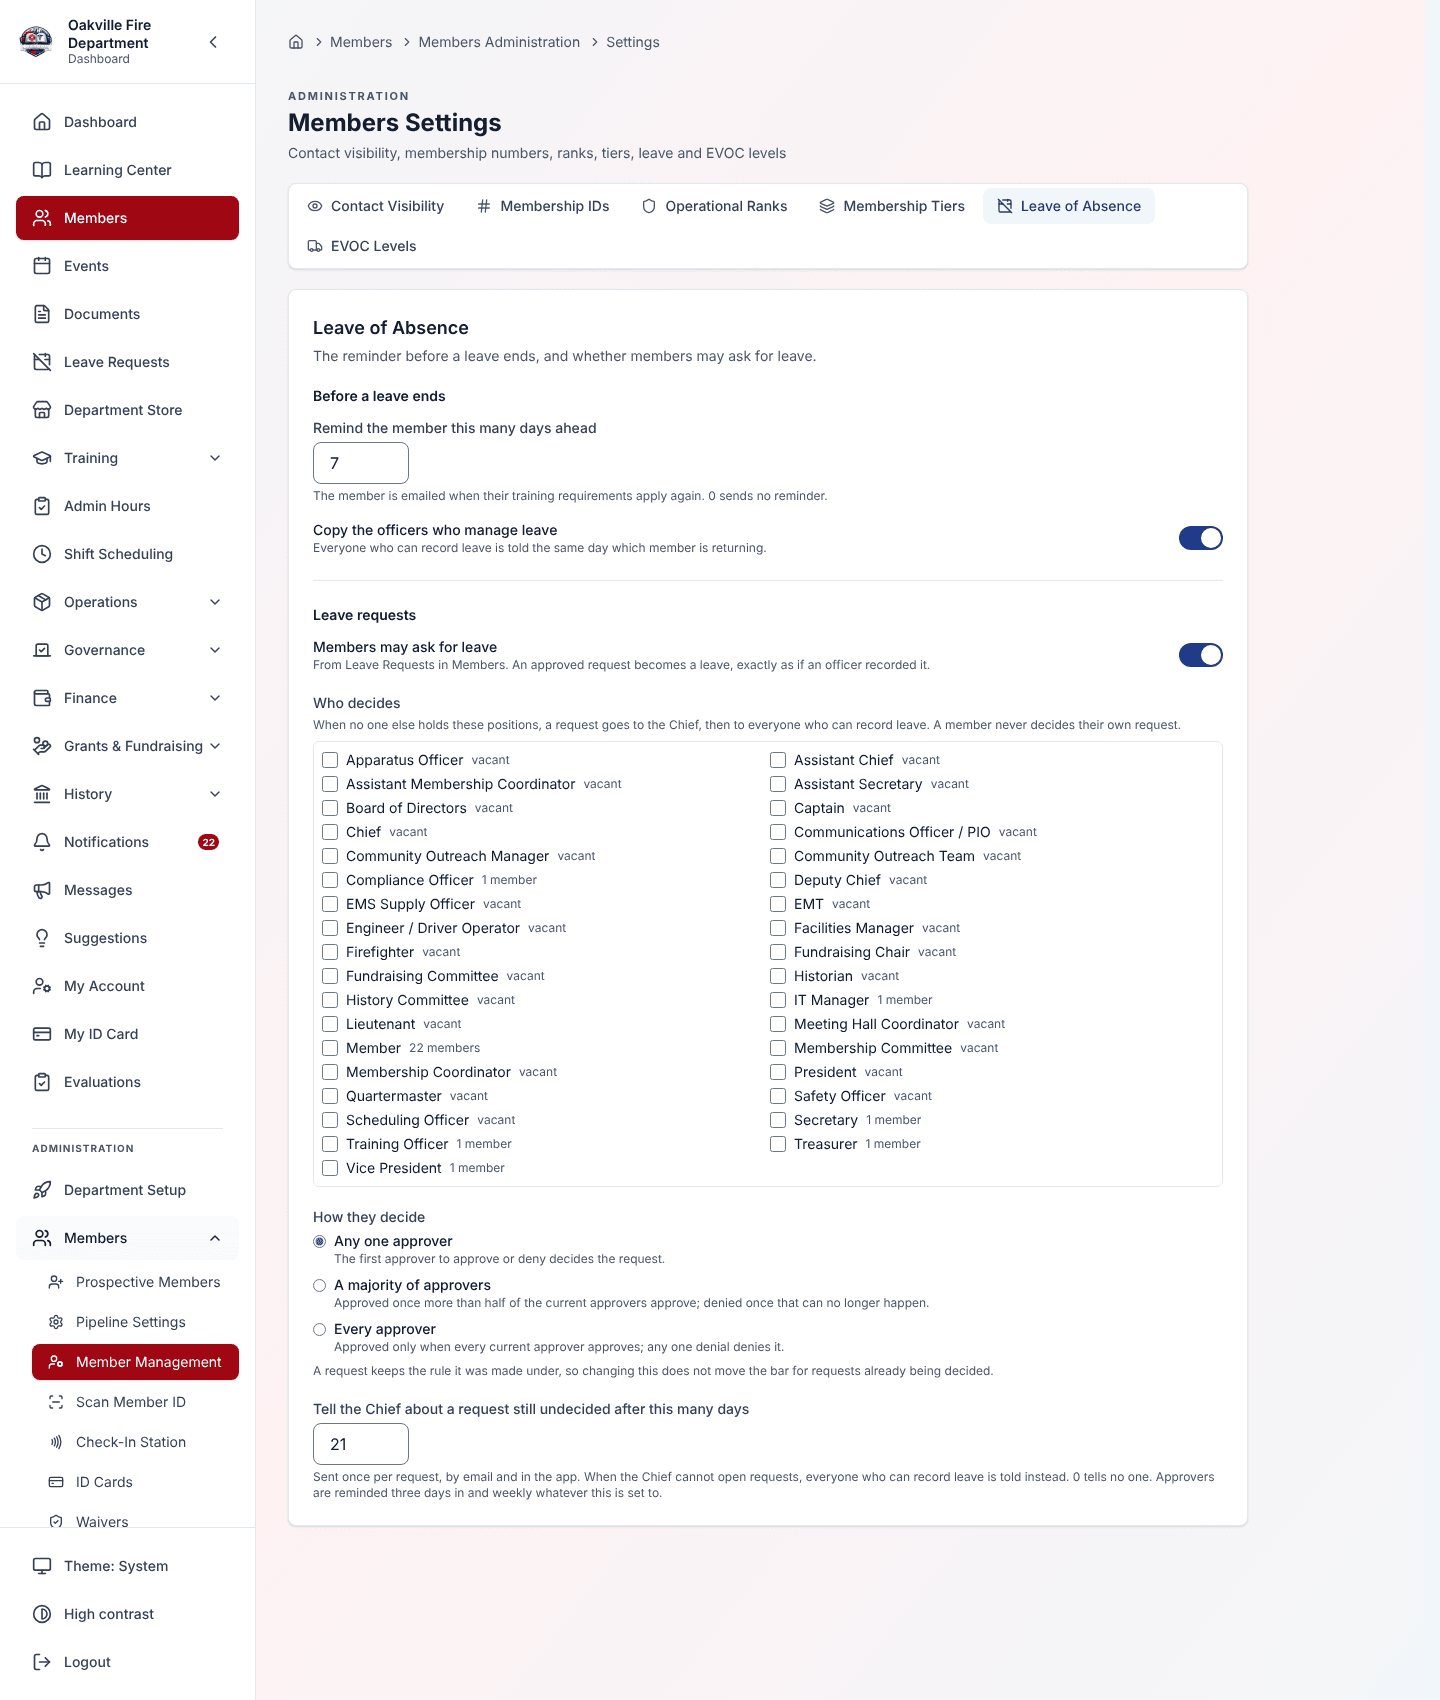 Oakville Fire
Department
Dashboard
Dashboard
Learning Center
Members
Events
Documents
Leave Requests
Department Store
Training
Admin Hours
Shift Scheduling
Operations
Governance
Finance
Grants & Fundraising
History
Notifications 22
Messages
Suggestions
My Account
My ID Card
Evaluations
ADMINISTRATION
Department Setup
Members
Prospective Members
Pipeline Settings
Member Management
Scan Member ID
Check-In Station
ID Cards
Waivers
Theme: System
High contrast
Logout
Members > Members Administration > Settings
ADMINISTRATION
Members Settings
Contact visibility, membership numbers, ranks, tiers, leave and EVOC levels
Contact Visibility Membership IDs Operational Ranks Membership Tiers Leave of Absence
EVOC Levels
Leave of Absence
The reminder before a leave ends, and whether members may ask for leave.
Before a leave ends
Remind the member this many days ahead
7
The member is emailed when their training requirements apply again. 0 sends no reminder.
Copy the officers who manage leave
Everyone who can record leave is told the same day which member is returning.
Leave requests
Members may ask for leave
From Leave Requests in Members. An approved request becomes a leave, exactly as if an officer recorded it.
Who decides
When no one else holds these positions, a request goes to the Chief, then to everyone who can record leave. A member never decides their own request.
Apparatus Officer vacant Assistant Chief vacant
Assistant Membership Coordinator vacant Assistant Secretary vacant
Board of Directors vacant Captain vacant
Chief vacant Communications Officer / PIO vacant
Community Outreach Manager vacant Community Outreach Team vacant
Compliance Officer 1 member Deputy Chief vacant
EMS Supply Officer vacant EMT vacant
Engineer / Driver Operator vacant Facilities Manager vacant
Firefighter vacant Fundraising Chair vacant
Fundraising Committee vacant Historian vacant
History Committee vacant IT Manager 1 member
Lieutenant vacant Meeting Hall Coordinator vacant
Member 22 members Membership Committee vacant
Membership Coordinator vacant President vacant
Quartermaster vacant Safety Officer vacant
Scheduling Officer vacant Secretary 1 member
Training Officer 1 member Treasurer 1 member
Vice President 1 member
How they decide
Any one approver
The first approver to approve or deny decides the request.
A majority of approvers
Approved once more than half of the current approvers approve; denied once that can no longer happen.
Every approver
Approved only when every current approver approves; any one denial denies it.
A request keeps the rule it was made under, so changing this does not move the bar for requests already being decided.
Tell the Chief about a request still undecided after this many days
21
Sent once per request, by email and in the app. When the Chief cannot open requests, everyone who can record leave is told instead. 0 tells no one. Approvers
are reminded three days in and weekly whatever this is set to.